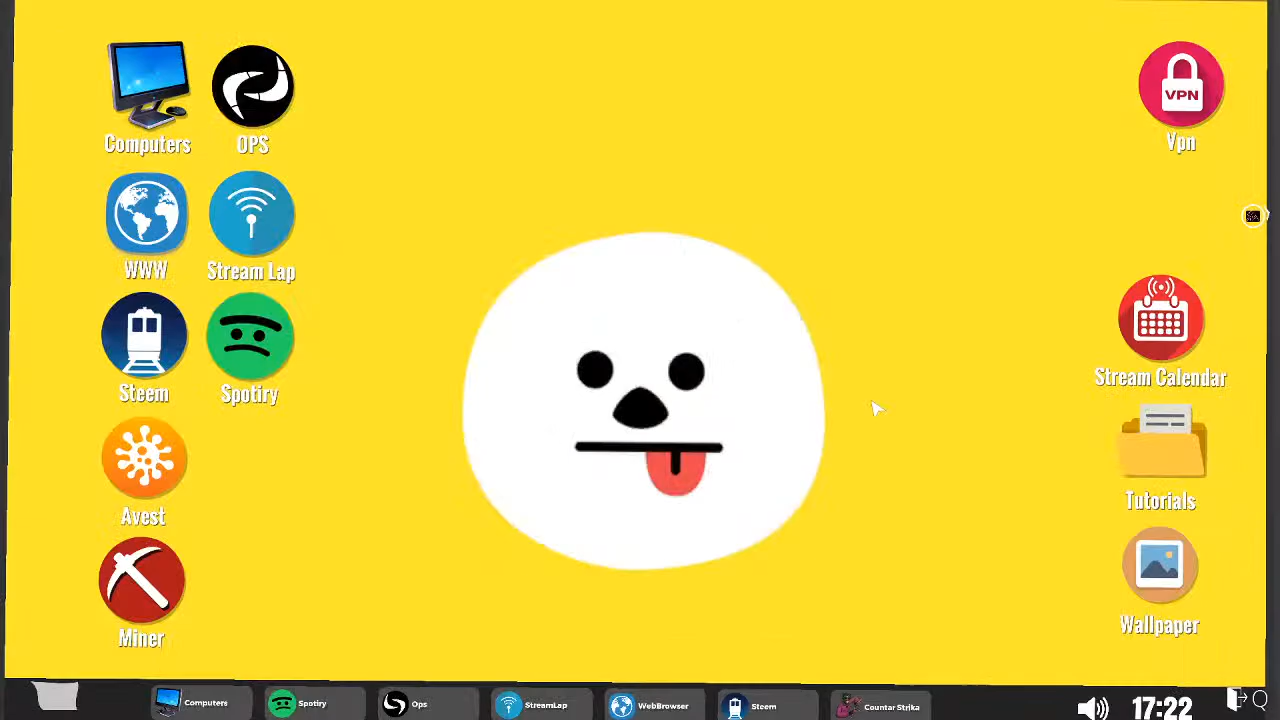 Computers
OPS
VPN
Vpn
WWW
Stream Lap
Steem
Spotiry
Stream Calendar
Avest
Tutorials
Miner
Wallpaper
Computers
Spotiry
Ops
StreamLap
WebBrowser
Steem
Countar Strika
17:22
Q